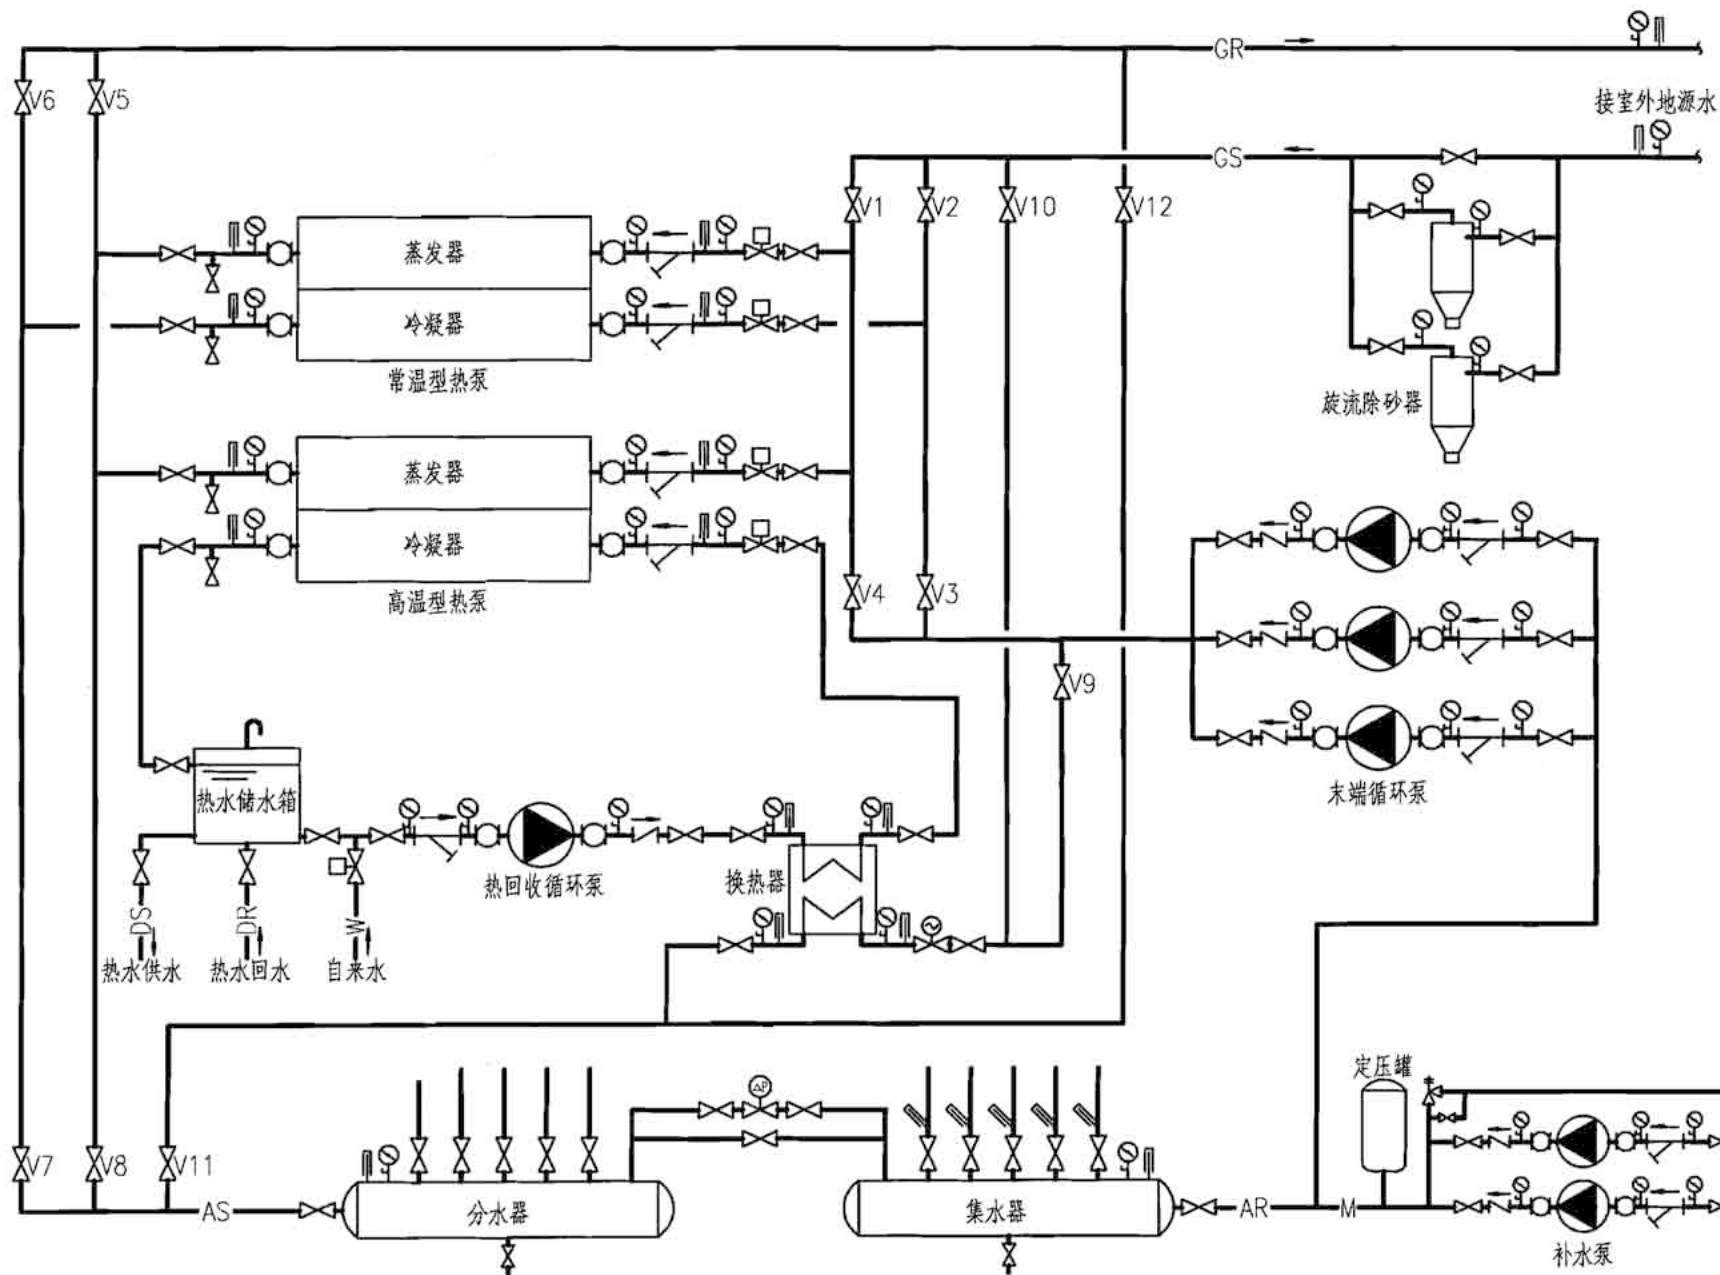 GR
V6
V5
接室外地源水
GS
V1
V2
V10
V12
蒸发器
冷凝器
常温型热泵
旋流除砂器
蒸发器
冷凝器
高温型热泵
V4
V3
V9
热水储水箱
末端循环泵
换热器
热回收循环泵
DS
DR
W
热水供水
热水回水
自来水
定压罐
ΔP
V7
V8
V11
AS
分水器
集水器
AR
M
补水泵